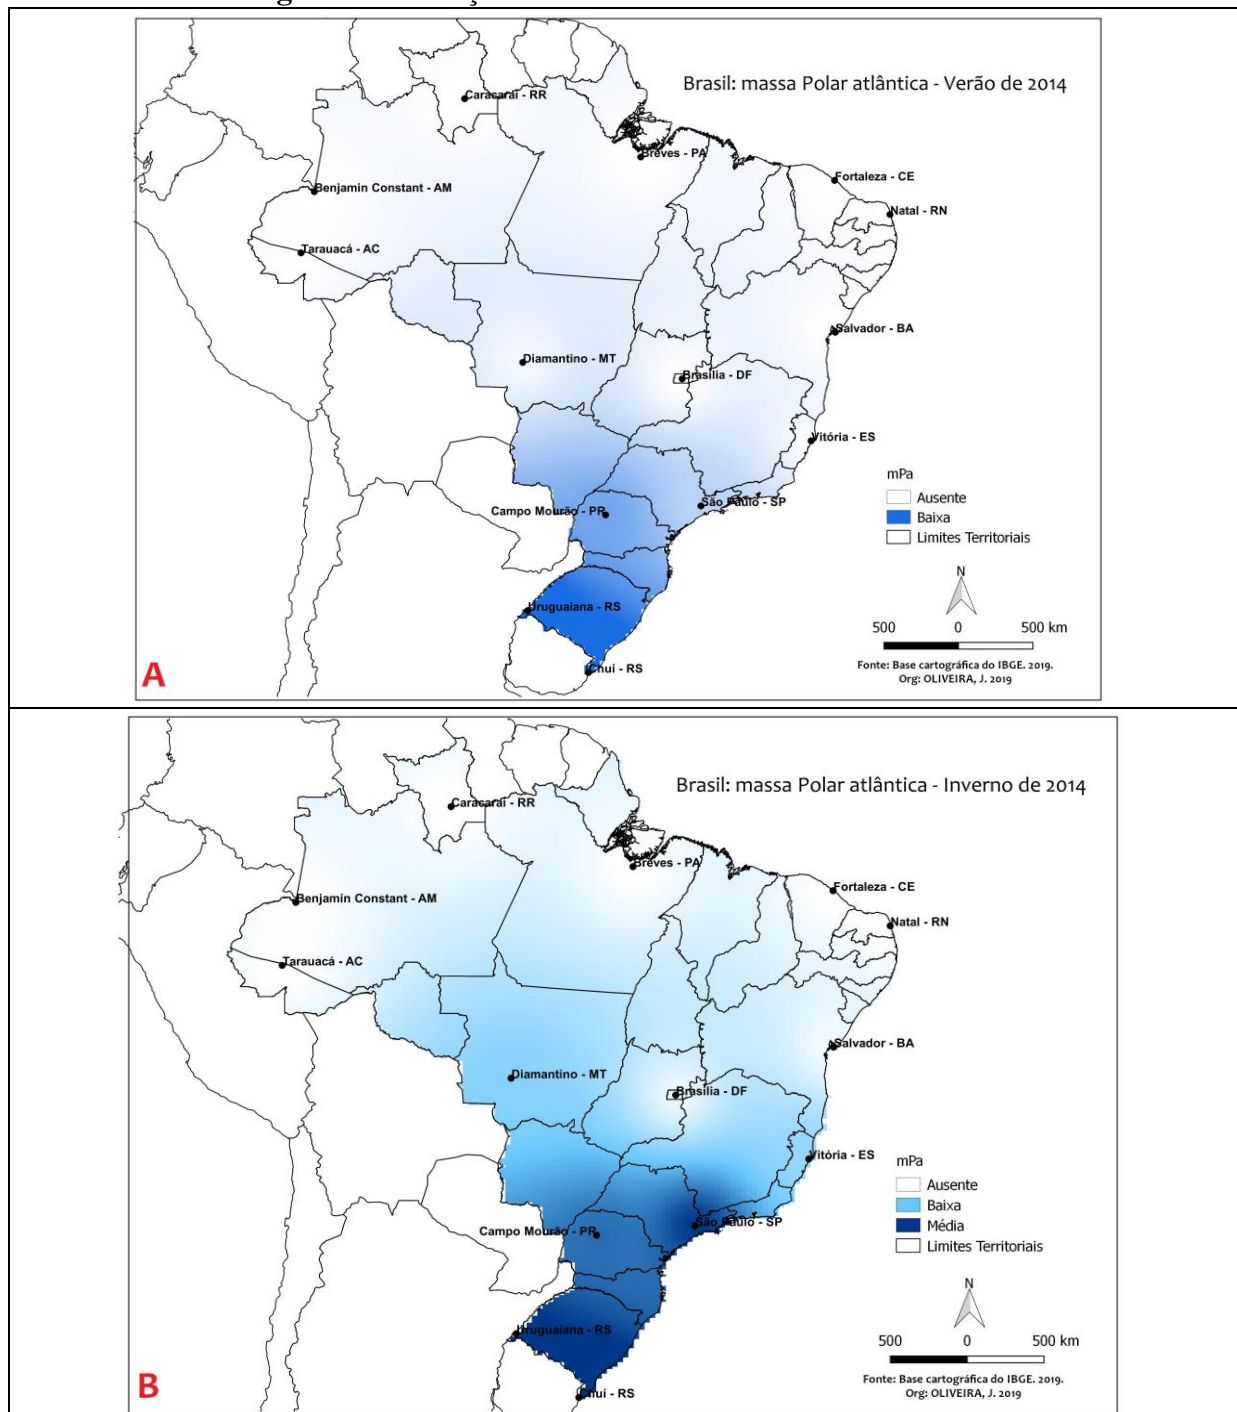 Brasil: massa Polar atlântica - Verão de 2014
Caracaraí - RR
Breves - PA
Fortaleza - CE
Benjamin Constant - AM
Natal - RN
Tarauacá - AC
Salvador - BA
Diamantino - MT
Brasília - DF
Vitória - ES
mPa
Ausente
São Paulo - SP
Campo Mourão - PR
Baixa
Limites Territoriais
N
Uruguaiana - RS
500 0 500 km
Fonte: Base cartográfica do IBGE. 2019.
Org: OLIVEIRA, J. 2019
Chuí - RS
A
Brasil: massa Polar atlântica - Inverno de 2014
Caracaraí - RR
Breves - PA
Fortaleza - CE
Benjamin Constant - AM
Natal - RN
Tarauacá - AC
Salvador - BA
Diamantino - MT
Brasília - DF
Vitória - ES
mPa
Ausente
Baixa
São Paulo - SP
Média
Campo Mourão - PR
Limites Territoriais
N
Uruguaiana - RS
500 0 500 km
Fonte: Base cartográfica do IBGE. 2019.
Org: OLIVEIRA, J. 2019
B
Chuí - RS